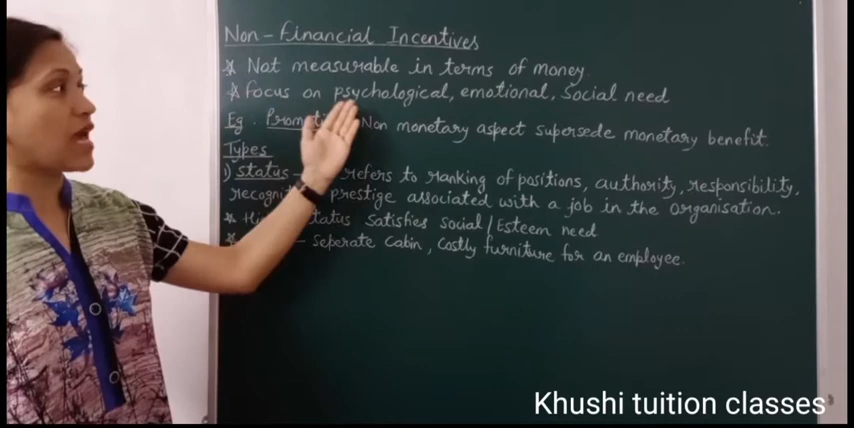 Non - Financial Incentives
* Not measurable in terms of money.
* Focus on psychological, emotional, Social need
Eg. Non monetary aspect supersede monetary benefit.
Types
1) Status - refers to ranking of positions, authority, responsibility,
prestige associated with a job in the organisation.
* Status Satisfies Social / Esteem need
* - Seperate Cabin, Costly furniture for an employee.
Khushi tuition classes